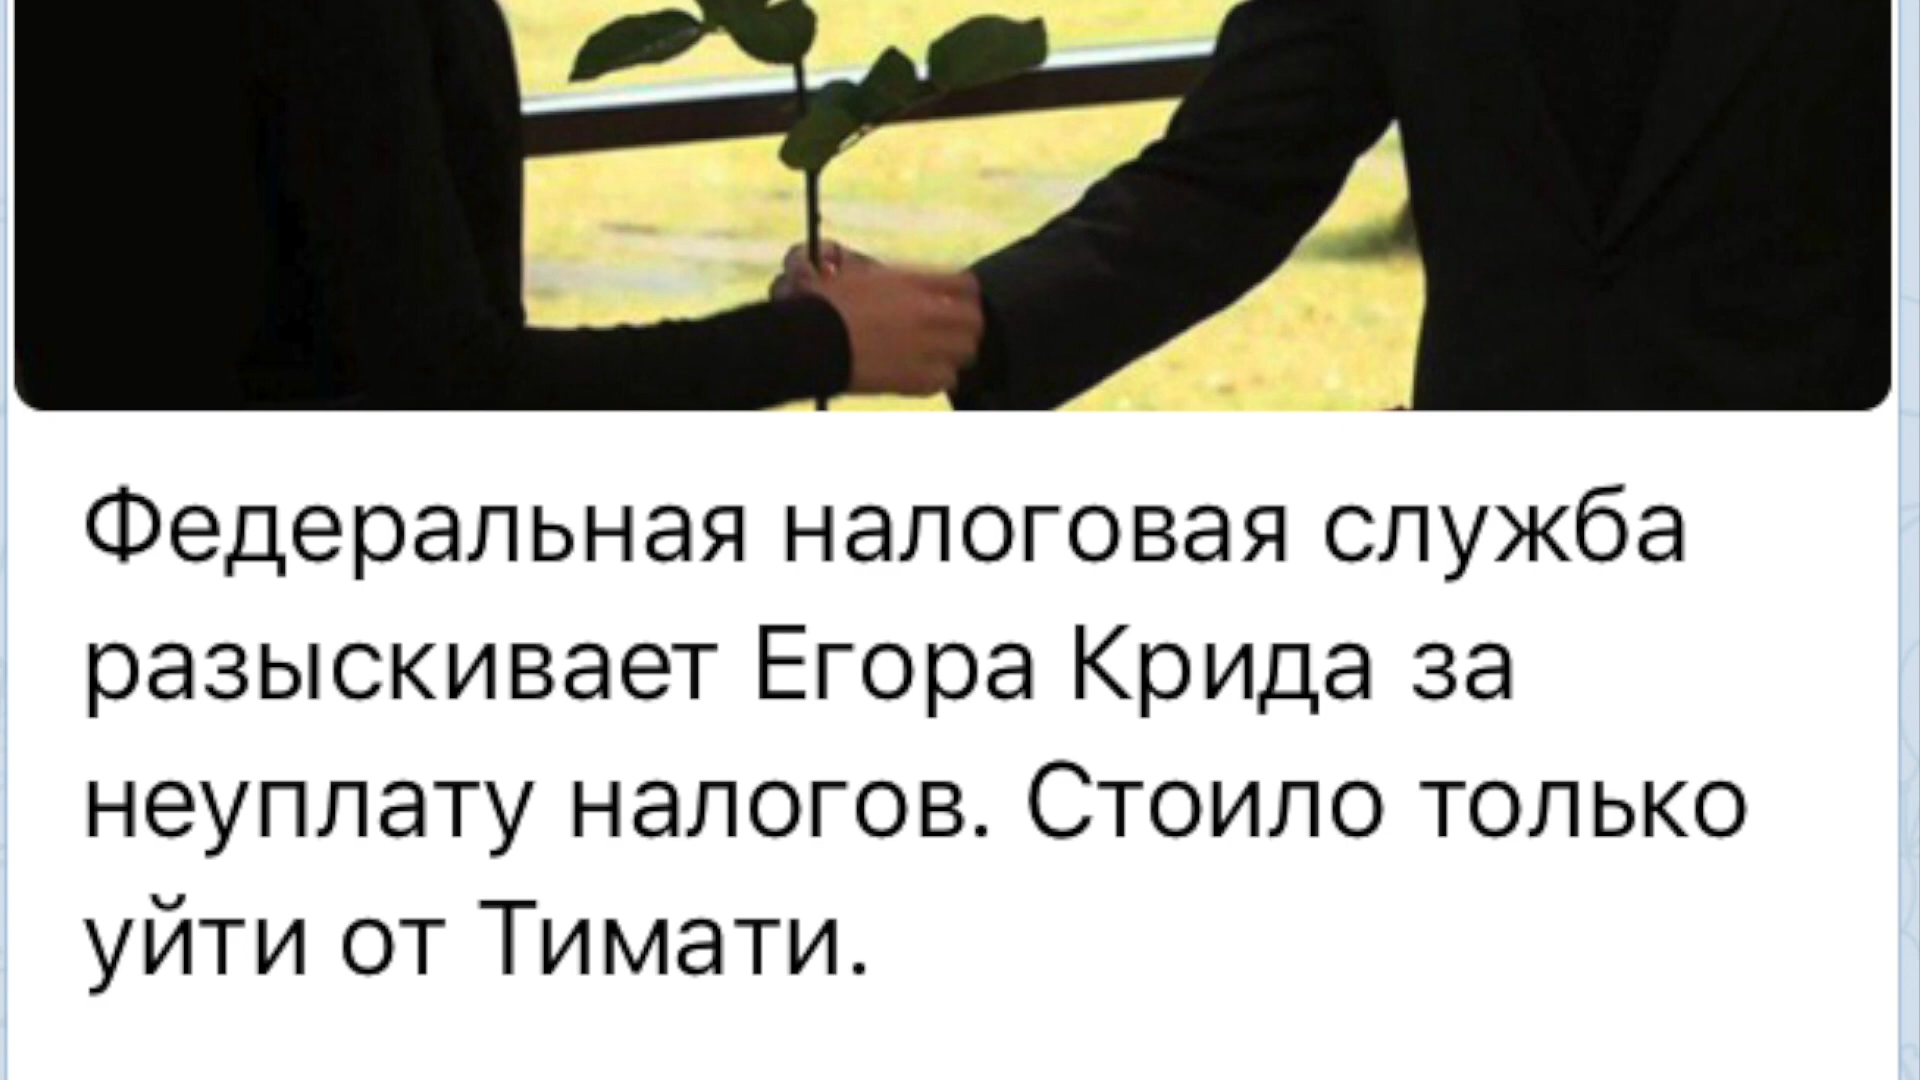 Федеральная налоговая служба
разыскивает Егора Крида за
неуплату налогов. Стоило только
уйти от Тимати.